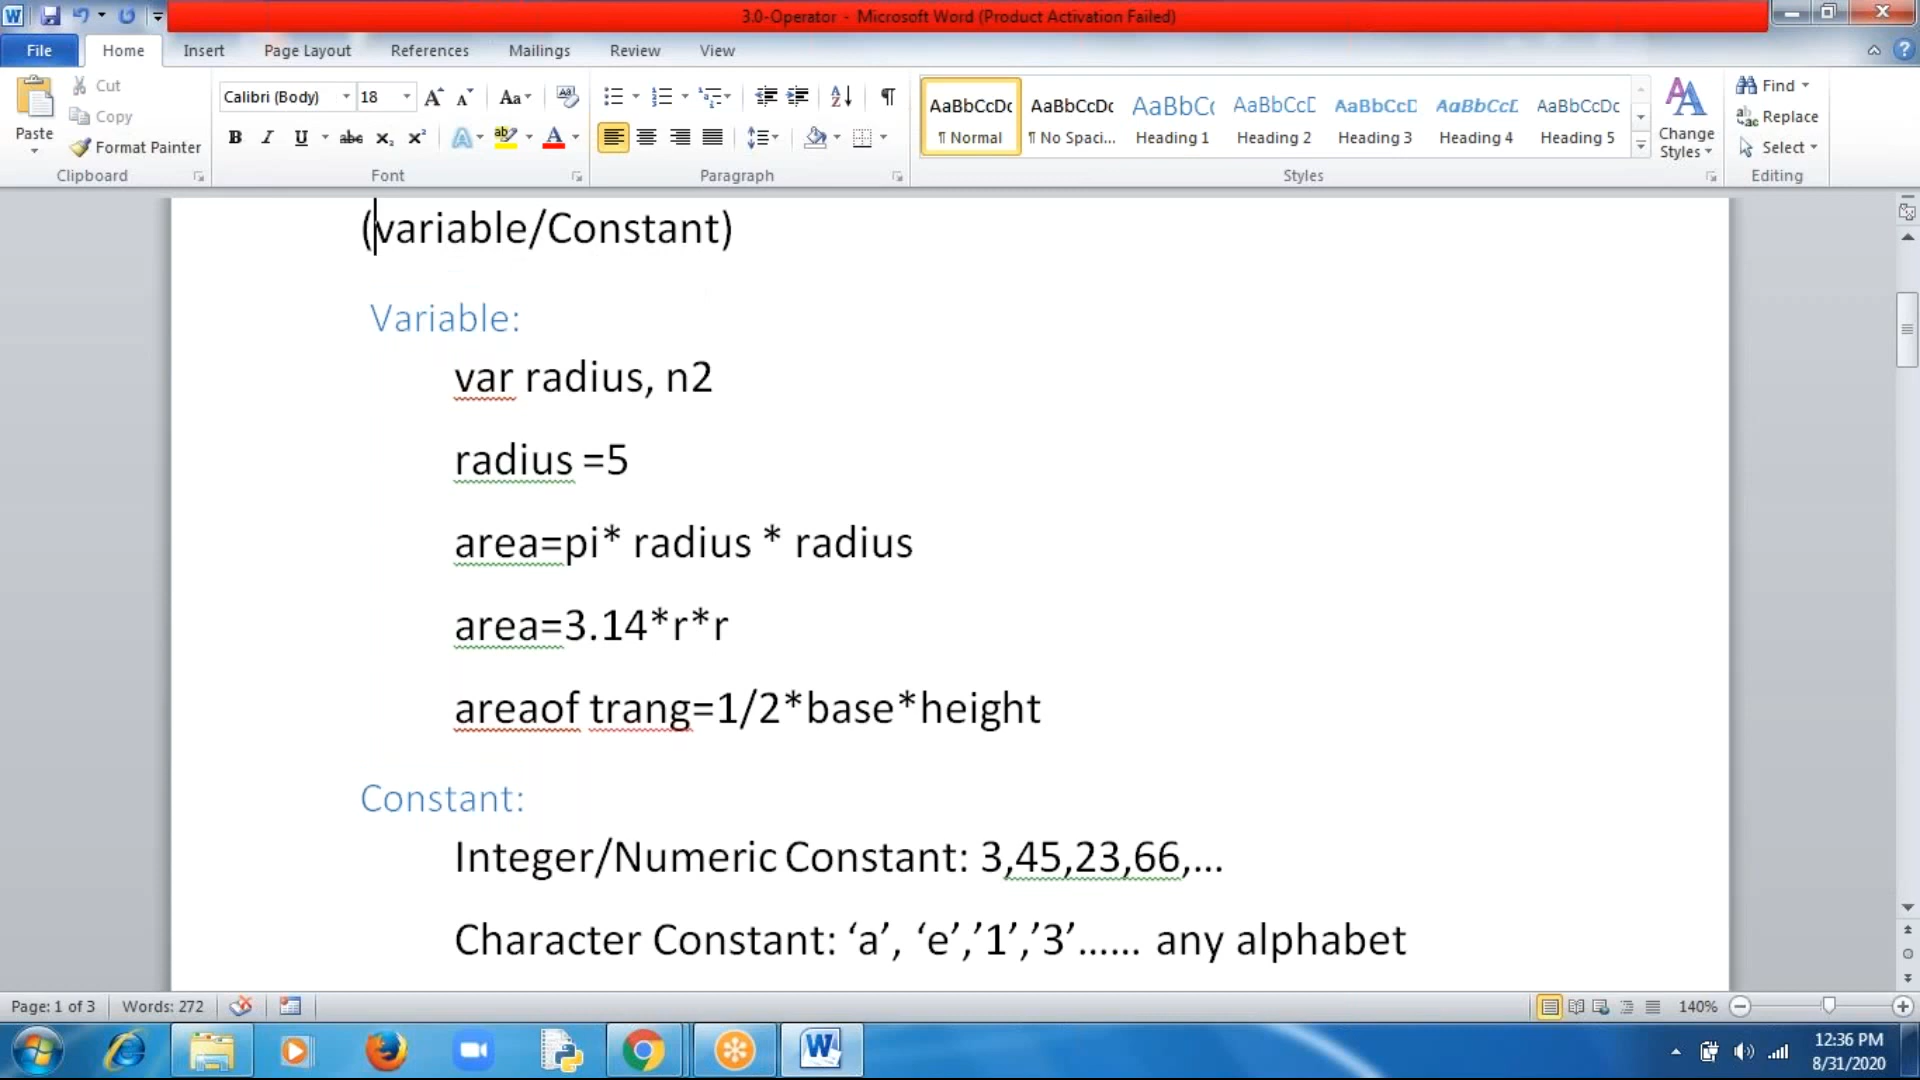 3.0-Operator - Microsoft Word (Product Activation Failed)
File Home Insert Page Layout References Mailings Review View
Paste
Cut
Copy
Format Painter
Clipboard
Calibri (Body) 18
Font
Paragraph
AaBbCcDc AaBbCcDc AaBbC( AaBbCcD AaBbCcD AaBbCcD AaBbCcDc
¶ Normal ¶ No Spaci... Heading 1 Heading 2 Heading 3 Heading 4 Heading 5
Change Styles
Styles
Find
Replace
Select
Editing
(variable/Constant)
Variable:
var radius, n2
radius =5
area=pi* radius * radius
area=3.14*r*r
areaof trang=1/2*base*height
Constant:
Integer/Numeric Constant: 3,45,23,66,...
Character Constant: ‘a’, ‘e’,’1’,’3’…… any alphabet
Page: 1 of 3 Words: 272 140%
12:36 PM
8/31/2020